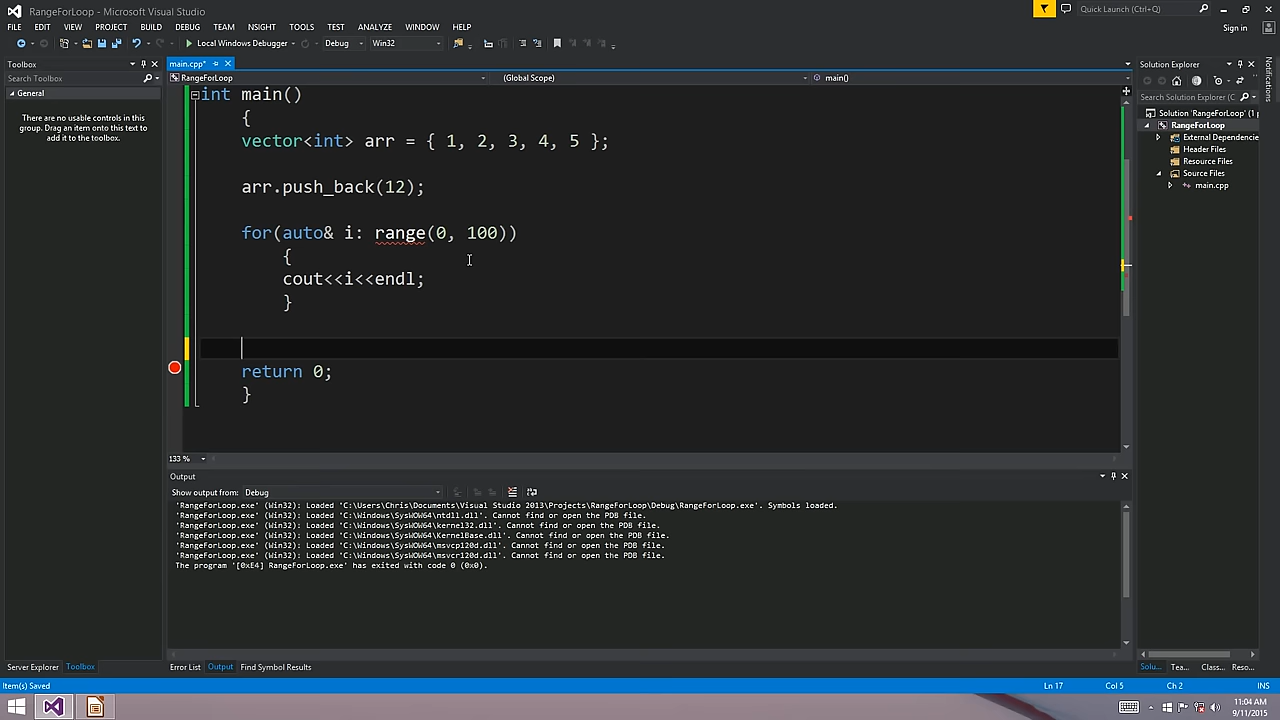 RangeForLoop - Microsoft Visual Studio
Quick Launch (Ctrl+Q)
FILE EDIT VIEW PROJECT BUILD DEBUG TEAM NSIGHT TOOLS TEST ANALYZE WINDOW HELP
Sign in
Local Windows Debugger Debug Win32
Toolbox
Search Toolbox
General
There are no usable controls in this
group. Drag an item onto this text to
add it to the toolbox.
main.cpp*
RangeForLoop (Global Scope) main()
int main()
{
vector<int> arr = { 1, 2, 3, 4, 5 };
arr.push_back(12);
for(auto& i: range(0, 100))
{
cout<<i<<endl;
}
return 0;
}
133 %
Output
Show output from: Debug
'RangeForLoop.exe' (Win32): Loaded 'C:\Users\Chris\Documents\Visual Studio 2013\Projects\RangeForLoop\Debug\RangeForLoop.exe'. Symbols loaded.
'RangeForLoop.exe' (Win32): Loaded 'C:\Windows\SysWOW64\ntdll.dll'. Cannot find or open the PDB file.
'RangeForLoop.exe' (Win32): Loaded 'C:\Windows\SysWOW64\kernel32.dll'. Cannot find or open the PDB file.
'RangeForLoop.exe' (Win32): Loaded 'C:\Windows\SysWOW64\KernelBase.dll'. Cannot find or open the PDB file.
'RangeForLoop.exe' (Win32): Loaded 'C:\Windows\SysWOW64\msvcp120d.dll'. Cannot find or open the PDB file.
'RangeForLoop.exe' (Win32): Loaded 'C:\Windows\SysWOW64\msvcr120d.dll'. Cannot find or open the PDB file.
The program '[0xE4] RangeForLoop.exe' has exited with code 0 (0x0).
Solution Explorer
Search Solution Explorer (C
Solution 'RangeForLoop' (1 p
RangeForLoop
External Dependencie
Header Files
Resource Files
Source Files
main.cpp
Notifications
Server Explorer Toolbox
Error List Output Find Symbol Results
Solu... Tea... Class... Reso...
Item(s) Saved
Ln 17 Col 5 Ch 2 INS
11:04 AM
9/11/2015